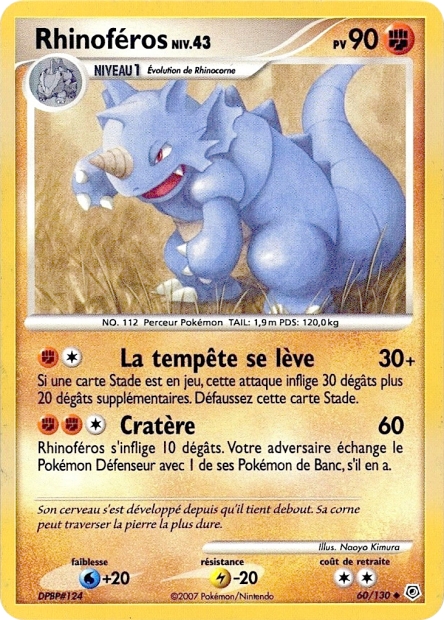 Rhinoféros NIV.43 PV 90
NIVEAU 1 Évolution de Rhinocorne
NO. 112 Perceur Pokémon TAIL: 1,9m PDS: 120,0kg
La tempête se lève 30+
Si une carte Stade est en jeu, cette attaque inflige 30 dégâts plus
20 dégâts supplémentaires. Défaussez cette carte Stade.
Cratère 60
Rhinoféros s'inflige 10 dégâts. Votre adversaire échange le
Pokémon Défenseur avec 1 de ses Pokémon de Banc, s'il en a.
Son cerveau s'est développé depuis qu'il tient debout. Sa corne
peut traverser la pierre la plus dure.
Illus. Naoyo Kimura
faiblesse résistance coût de retraite
+20 -20
DPBP#124 ©2007 Pokémon/Nintendo 60/130